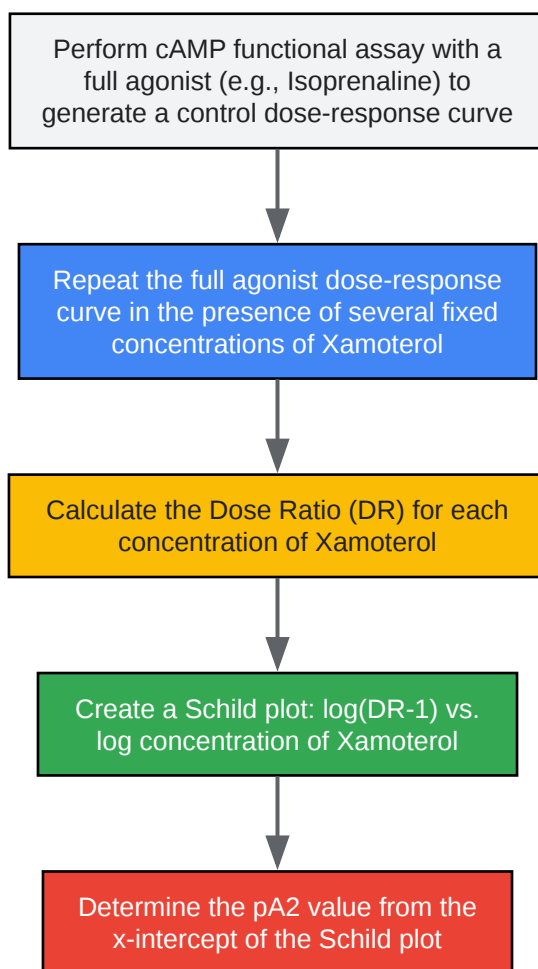 Perform cAMP functional assay with a
full agonist (e.g., Isoprenaline) to
generate a control dose-response curve
Repeat the full agonist dose-response
curve in the presence of several fixed
concentrations of Xamoterol
Calculate the Dose Ratio (DR) for each
concentration of Xamoterol
Create a Schild plot: log(DR-1) vs.
log concentration of Xamoterol
Determine the pA2 value from the
x-intercept of the Schild plot